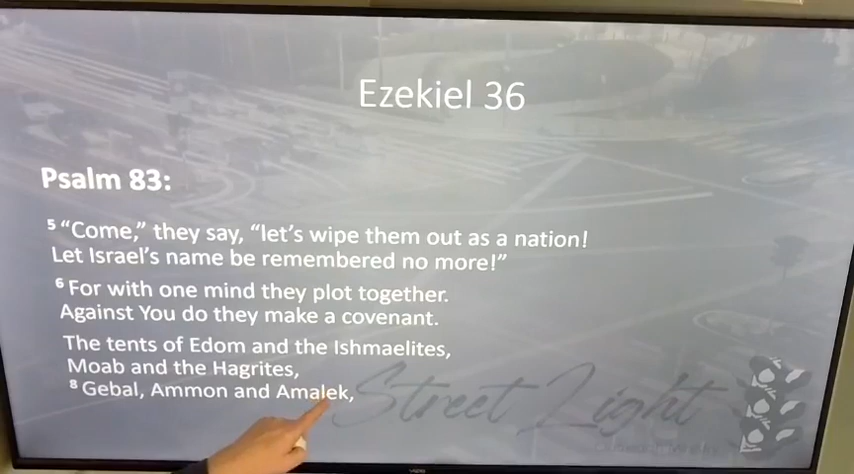 Ezekiel 36
Psalm 83:
⁵ “Come,” they say, “let’s wipe them out as a nation!
Let Israel’s name be remembered no more!”
⁶ For with one mind they plot together.
Against You do they make a covenant.
The tents of Edom and the Ishmaelites,
Moab and the Hagrites,
⁸ Gebal, Ammon and Amalek,
Street Light